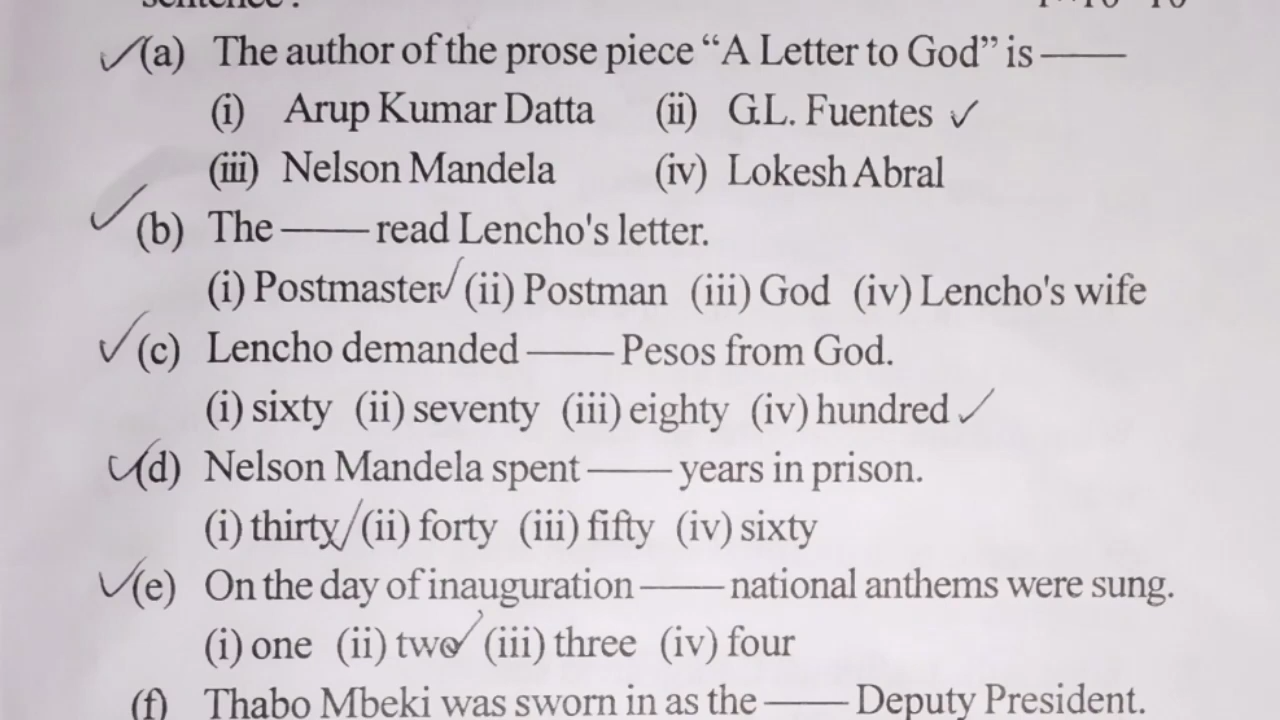 sentence :
(a) The author of the prose piece “A Letter to God” is ——
(i) Arup Kumar Datta (ii) G.L. Fuentes ✓
(iii) Nelson Mandela (iv) Lokesh Abral
(b) The —— read Lencho's letter.
(i) Postmaster (ii) Postman (iii) God (iv) Lencho's wife
(c) Lencho demanded —— Pesos from God.
(i) sixty (ii) seventy (iii) eighty (iv) hundred ✓
(d) Nelson Mandela spent —— years in prison.
(i) thirty (ii) forty (iii) fifty (iv) sixty
(e) On the day of inauguration —— national anthems were sung.
(i) one (ii) two (iii) three (iv) four
(f) Thabo Mbeki was sworn in as the —— Deputy President.